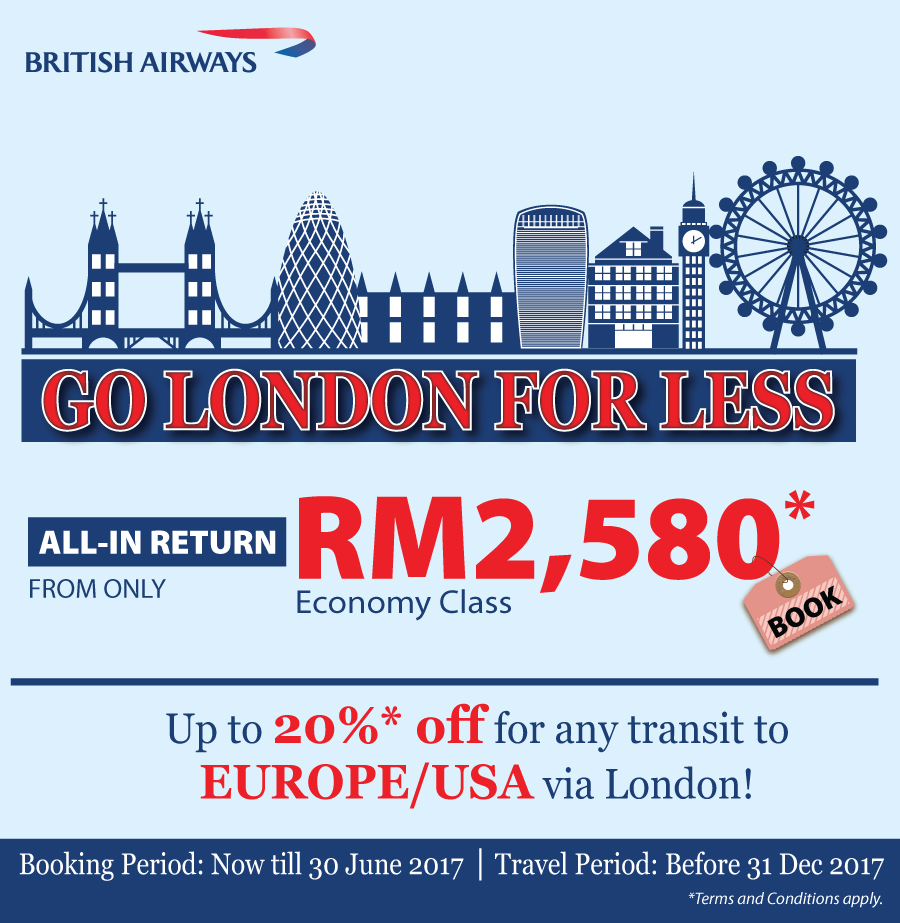 BRITISH AIRWAYS
GO LONDON FOR LESS
ALL-IN RETURN
FROM ONLY
RM2,580*
Economy Class
BOOK
Up to 20%* off for any transit to
EUROPE/USA via London!
Booking Period: Now till 30 June 2017 | Travel Period: Before 31 Dec 2017
*Terms and Conditions apply.